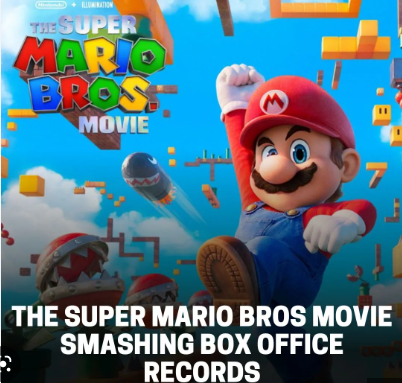 Nintendo + ILLUMINATION
THE SUPER
MARIO
BROS.
MOVIE
M
THE SUPER MARIO BROS MOVIE
SMASHING BOX OFFICE
RECORDS